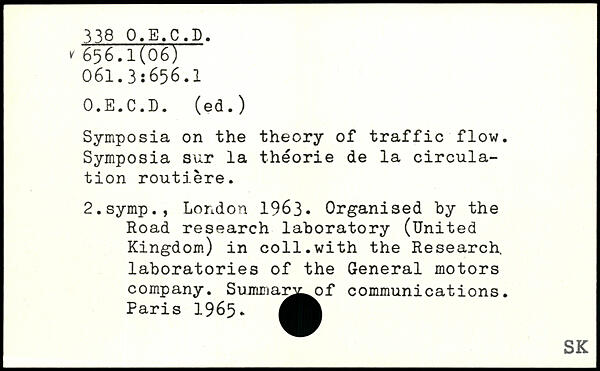 338 O.E.C.D.
v 656.1(06)
061.3:656.1
O.E.C.D. (ed.)
Symposia on the theory of traffic flow.
Symposia sur la théorie de la circula-
tion routière.
2.symp., London 1963. Organised by the
Road research laboratory (United
Kingdom) in coll.with the Research
laboratories of the General motors
company. Summary of communications.
Paris 1965.
SK